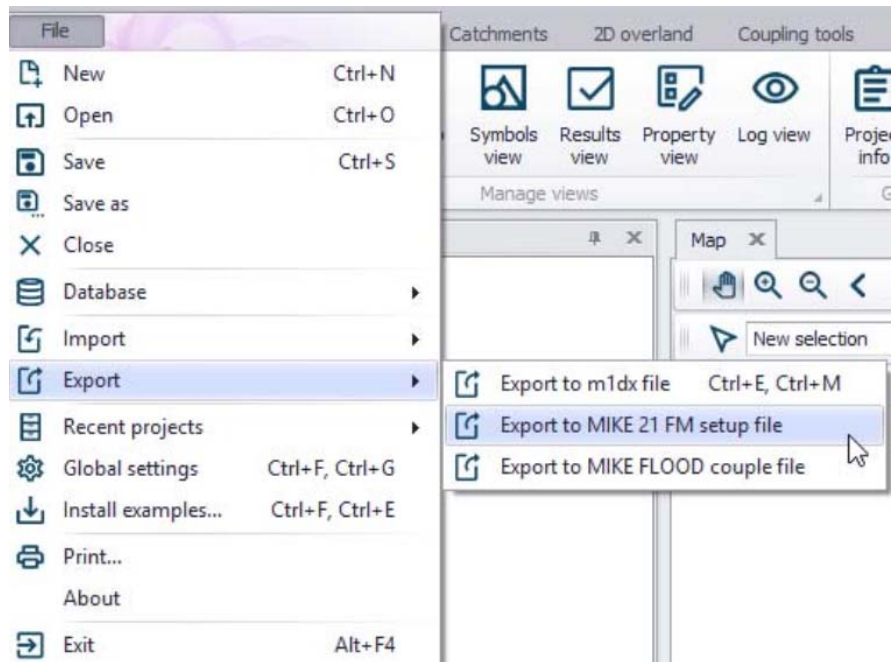 File
New Ctrl+N
Open Ctrl+O
Save Ctrl+S
Save as
Close
Database
Import
Export
Recent projects
Global settings Ctrl+F, Ctrl+G
Install examples... Ctrl+F, Ctrl+E
Print...
About
Exit Alt+F4
Catchments 2D overland Coupling tools
Symbols view
Results view
Property view
Log view
Projec
info
Manage views
G
Map
New selection
Export to m1dx file Ctrl+E, Ctrl+M
Export to MIKE 21 FM setup file
Export to MIKE FLOOD couple file